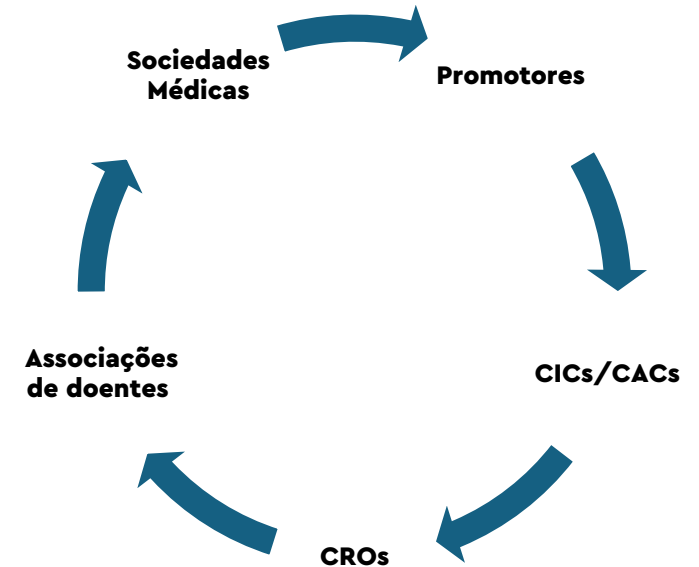 Sociedades
Médicas
Promotores
CICs/CACs
CROs
Associações
de doentes